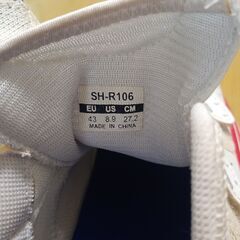 SH-R106
EU US CM
43 8.9 27.2
MADE IN CHINA